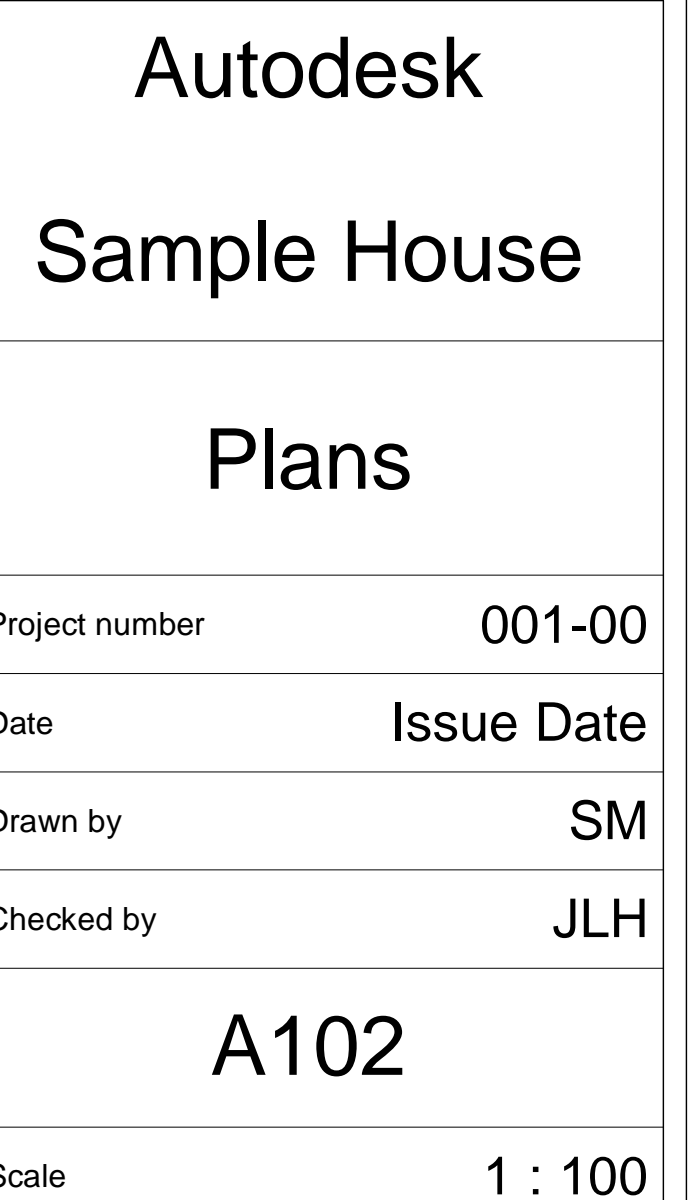 Autodesk
Sample House
Plans
Project number 001-00
Date Issue Date
Drawn by SM
Checked by JLH
A102
Scale 1 : 100